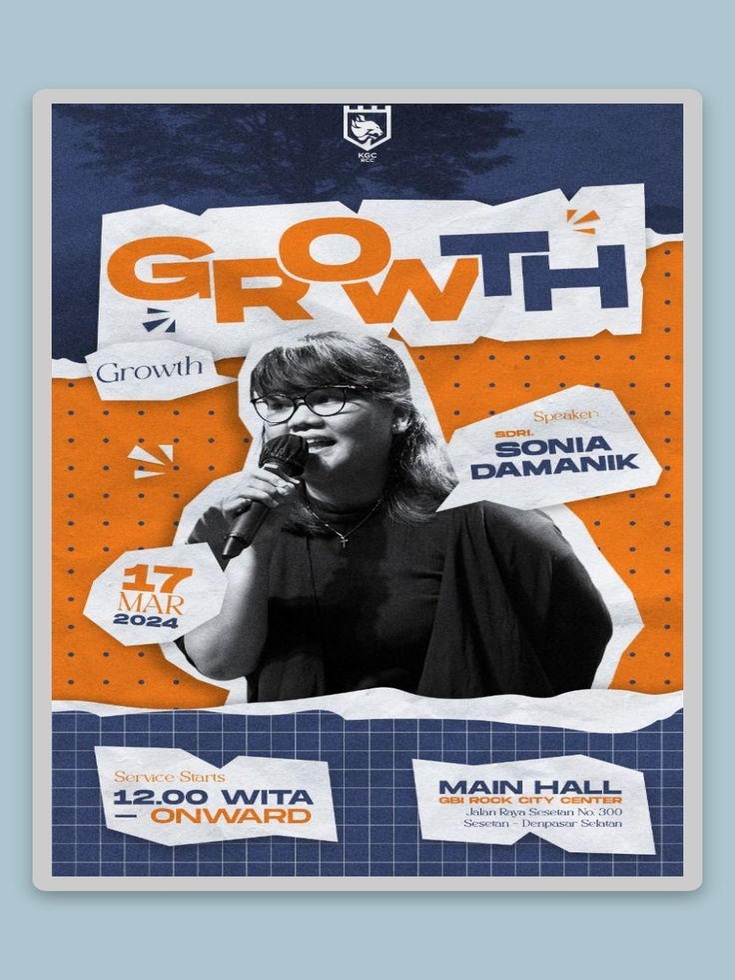 KGC
RCC
GROWTH
Growth
Speaker
SDRI.
SONIA
DAMANIK
17
MAR
2024
Service Starts
12.00 WITA
— ONWARD
MAIN HALL
GBI ROCK CITY CENTER
Jalan Raya Sesetan No. 300
Sesetan - Denpasar Selatan